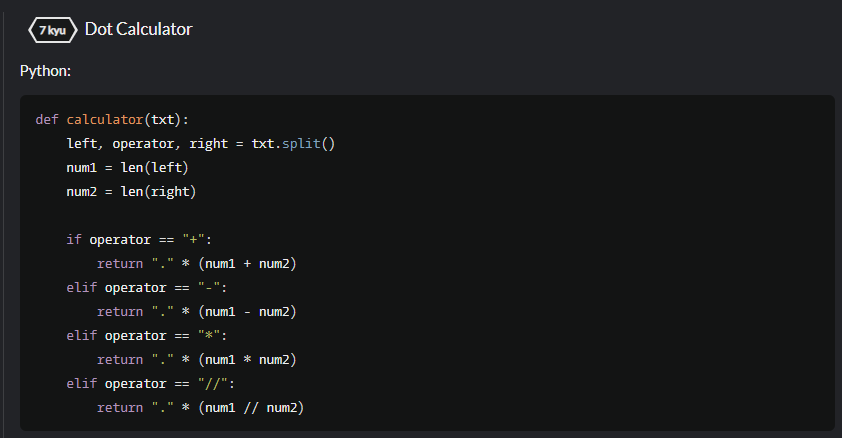 7 kyu Dot Calculator
Python:
def calculator(txt):
    left, operator, right = txt.split()
    num1 = len(left)
    num2 = len(right)

    if operator == "+":
        return "." * (num1 + num2)
    elif operator == "-":
        return "." * (num1 - num2)
    elif operator == "*":
        return "." * (num1 * num2)
    elif operator == "//":
        return "." * (num1 // num2)